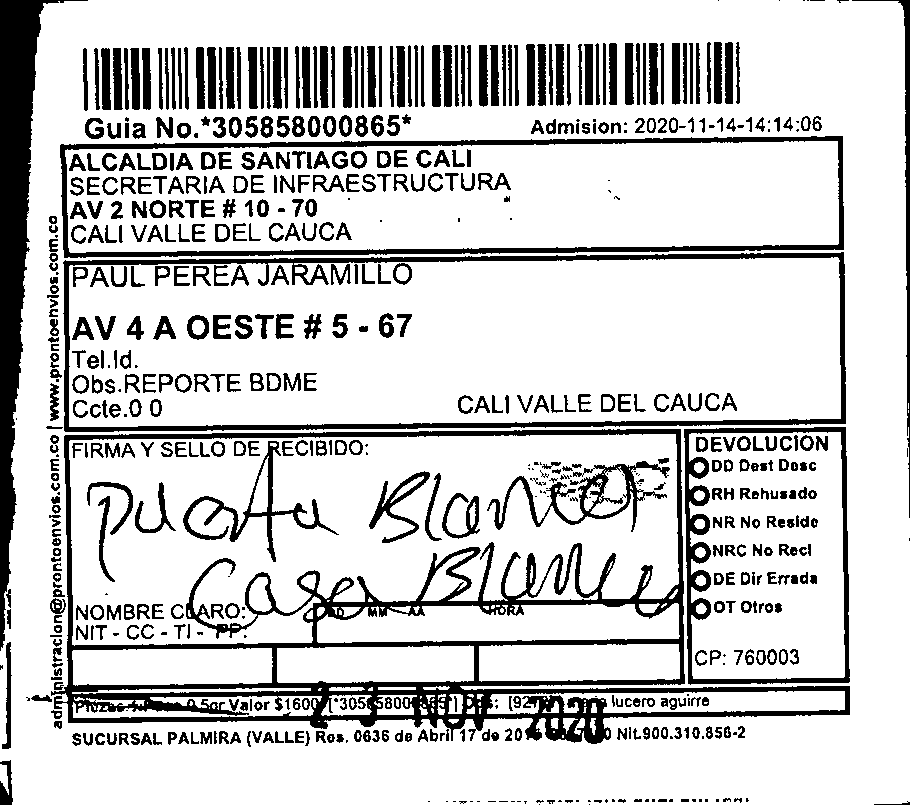 Guia No.*305858000865*
Admision: 2020-11-14-14:14:06
ALCALDIA DE SANTIAGO DE CALI
SECRETARIA DE INFRAESTRUCTURA
AV 2 NORTE # 10 - 70
CALI VALLE DEL CAUCA
PAUL PEREA JARAMILLO
AV 4 A OESTE # 5 - 67
Tel.Id.
Obs.REPORTE BDME
Ccte.0 0
CALI VALLE DEL CAUCA
administracion@prontoenvios.com.co | www.prontoenvios.com.co
FIRMA Y SELLO DE RECIBIDO:
Puerta Blanca
Casa Blanca
NOMBRE CLARO:
NIT - CC - TI - PP:
DD MM AA HORA
DEVOLUCION
DD Dest Desc
RH Rehusado
NR No Reside
NRC No Recl
DE Dir Errada
OT Otros
CP: 760003
Valor $1600 lucero aguirre
23 NOV 2020
SUCURSAL PALMIRA (VALLE) Res. 0636 de Abril 17 de Nit.900.310.856-2